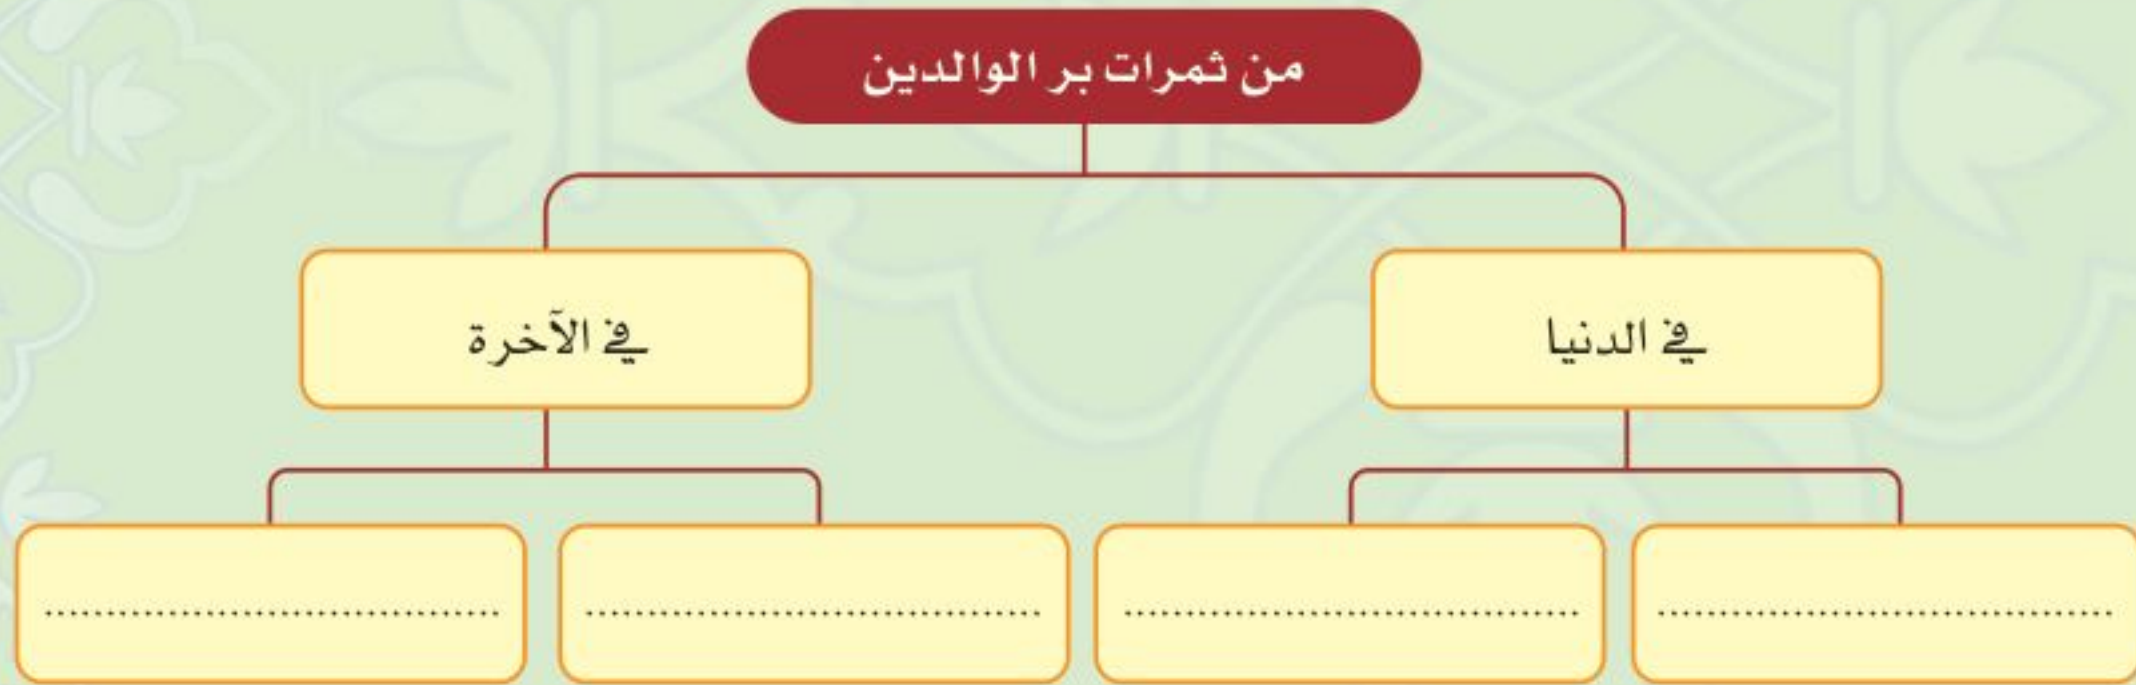 من ثمرات بر الوالدين
في الدنيا
في الآخرة